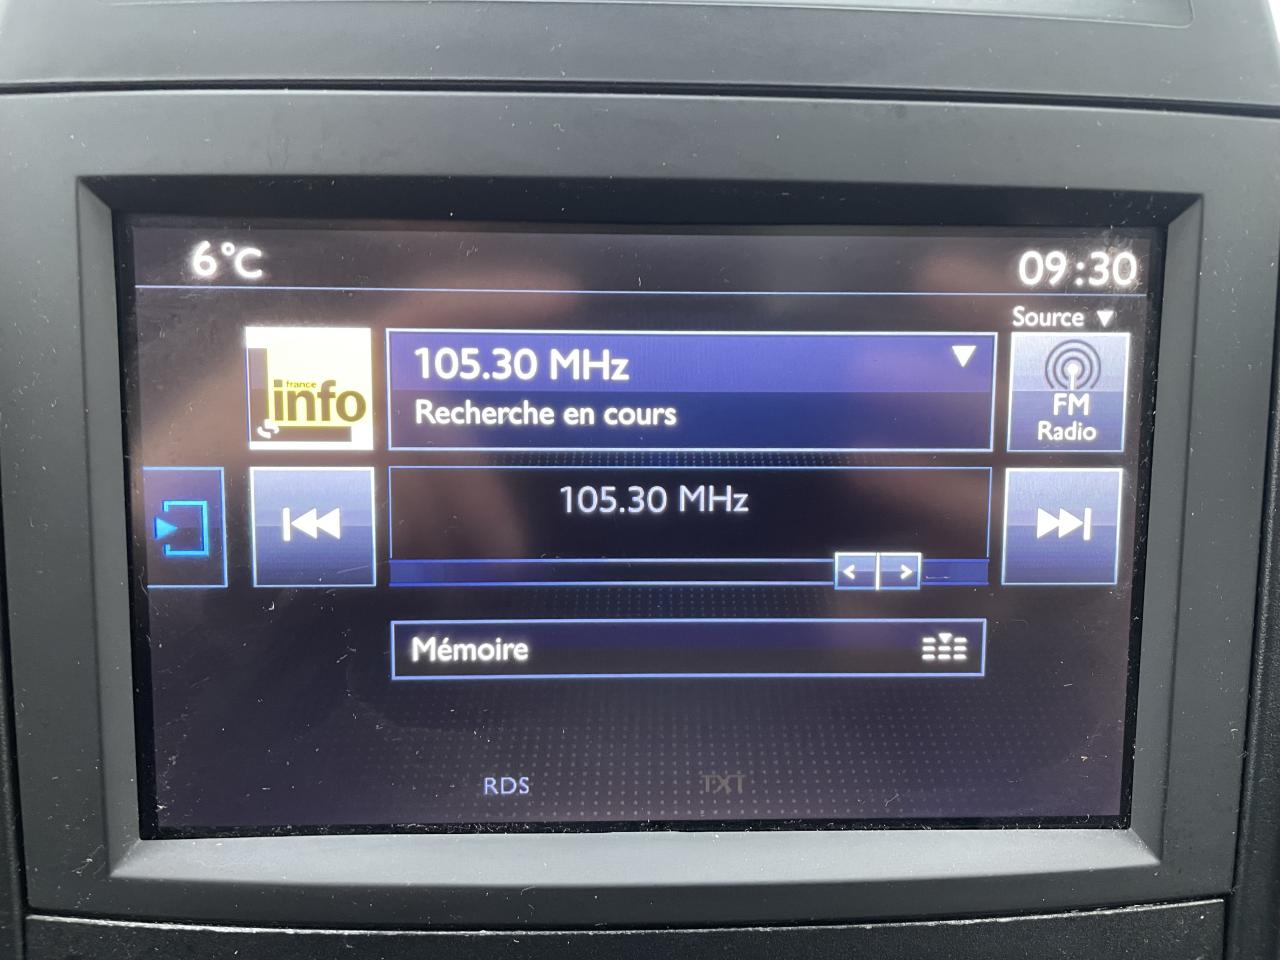 6°C
09:30
Source
france
info
105.30 MHz
Recherche en cours
FM
Radio
105.30 MHz
Mémoire
RDS
TXT